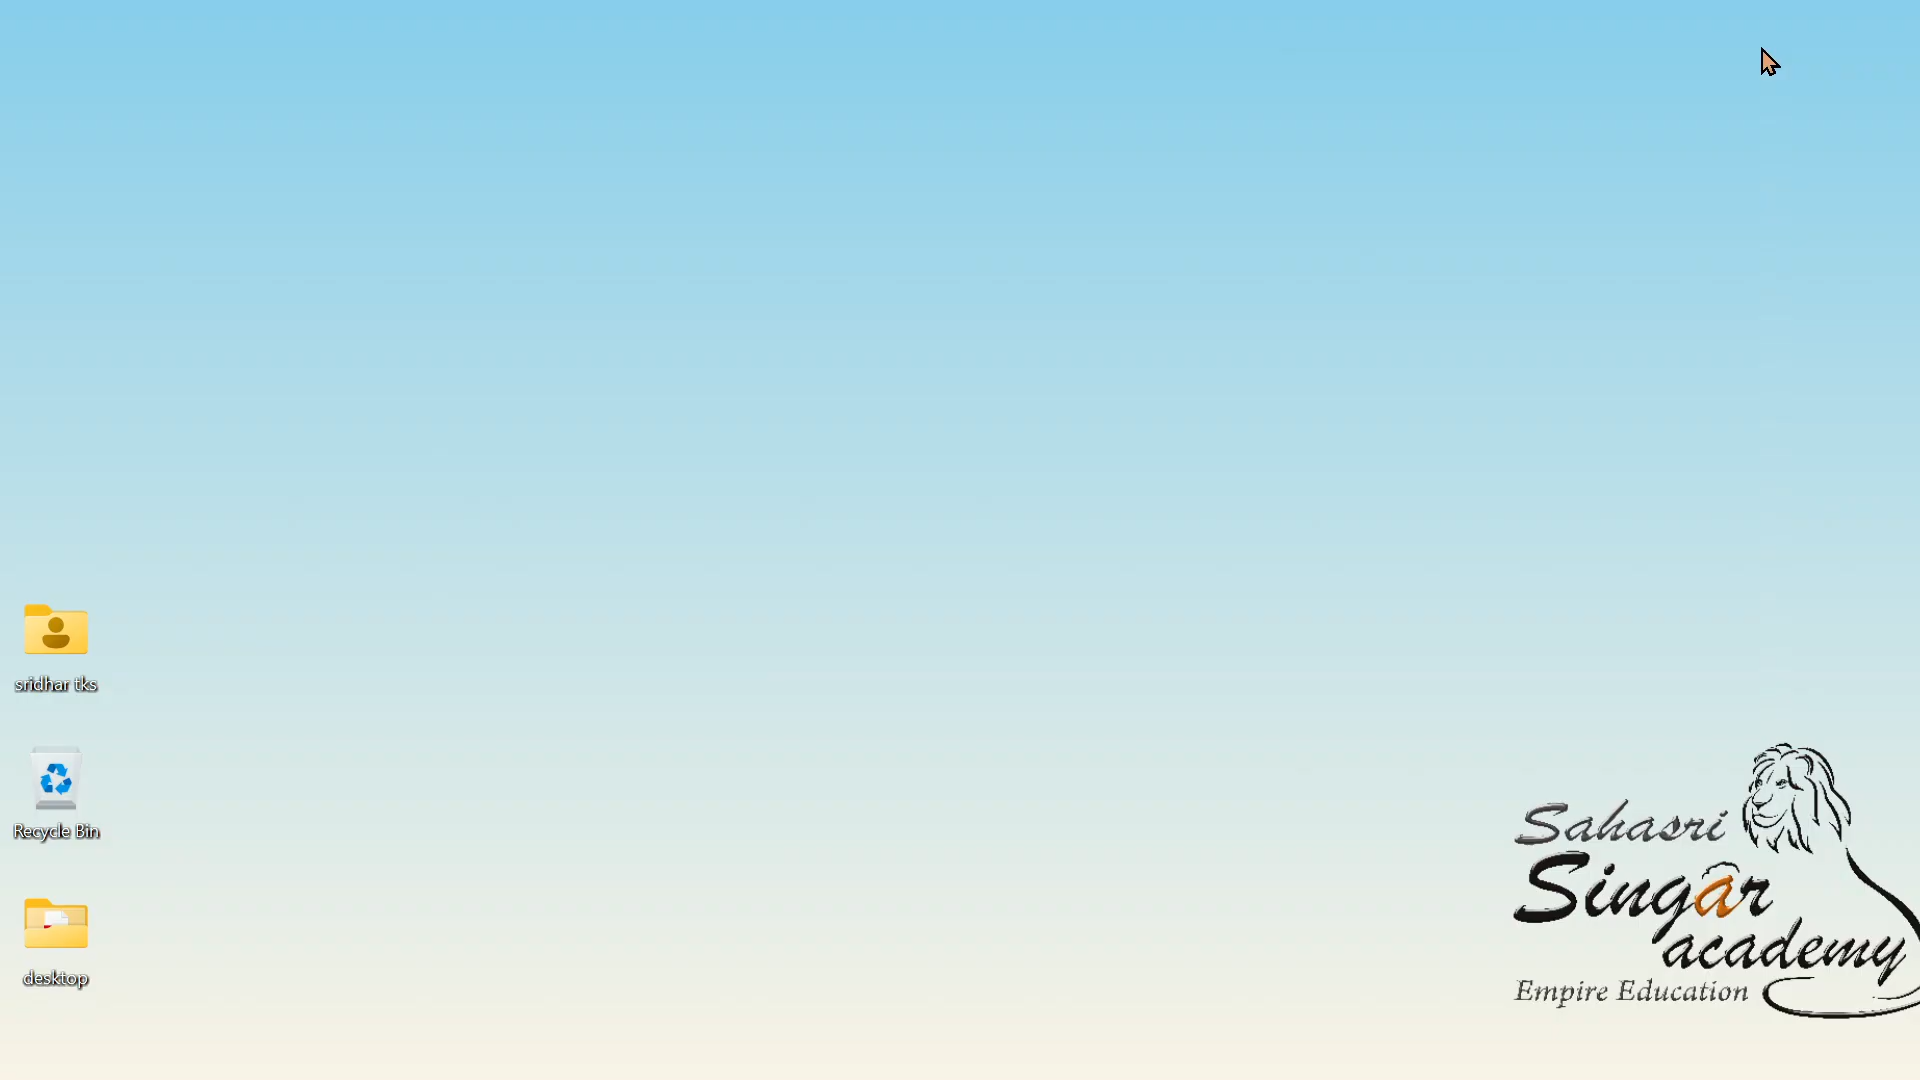 sridhar tks
Recycle Bin
desktop
Sahasri
Singar
academy
Empire Education